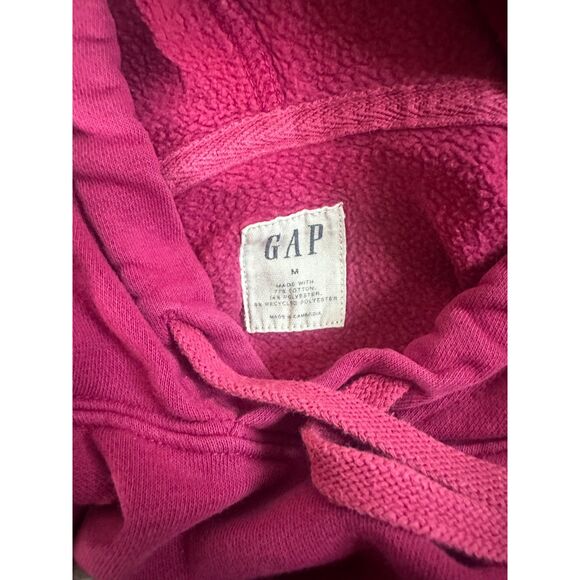 GAP
M
MADE WITH
77% COTTON,
14% POLYESTER,
9% RECYCLED POLYESTER
MADE IN CAMBODIA